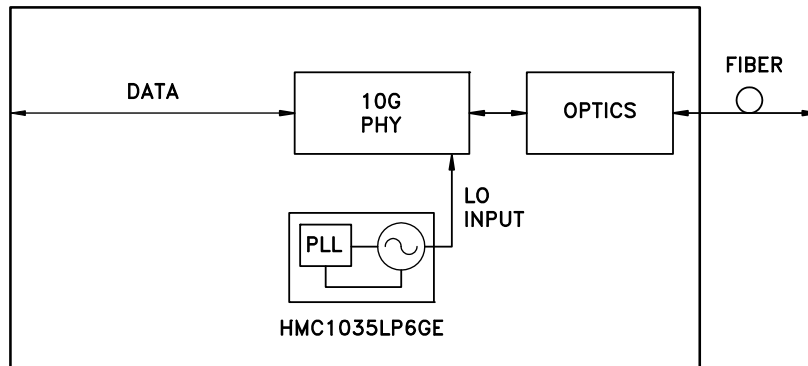 FIBER
DATA
10G
PHY
OPTICS
LO
INPUT
PLL
HMC1035LP6GE